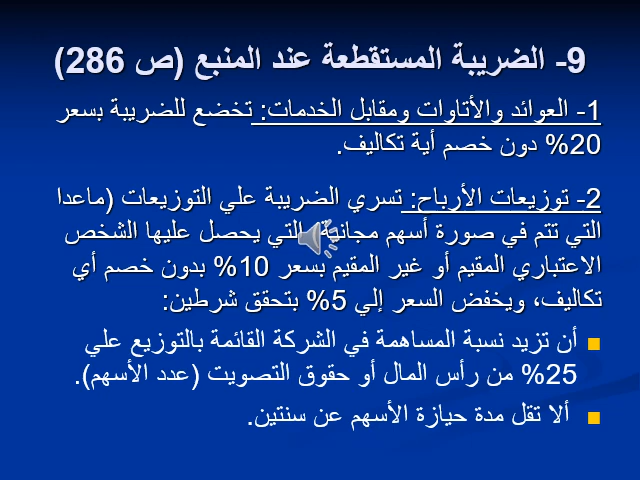 9- الضريبة المستقطعة عند المنبع (ص 286)
1- العوائد والأتاوات ومقابل الخدمات: تخضع للضريبة بسعر
20% دون خصم أية تكاليف.
2- توزيعات الأرباح: تسري الضريبة علي التوزيعات (ماعدا
التي تتم في صورة أسهم مجانية) التي يحصل عليها الشخص
الاعتباري المقيم أو غير المقيم بسعر 10% بدون خصم أي
تكاليف، ويخفض السعر إلي 5% بتحقق شرطين:
أن تزيد نسبة المساهمة في الشركة القائمة بالتوزيع علي
25% من رأس المال أو حقوق التصويت (عدد الأسهم).
ألا تقل مدة حيازة الأسهم عن سنتين.